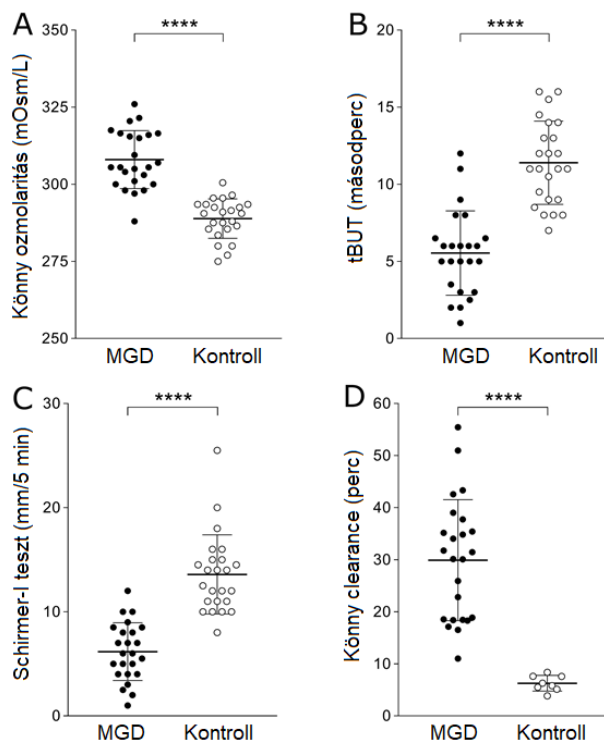 A
****
Könny ozmolaritás (mOsm/L)
350
325
300
275
250
MGD
Kontroll
B
****
tBUT (másodperc)
20
15
10
5
0
MGD
Kontroll
C
****
Schirmer-I teszt (mm/5 min)
30
20
10
0
MGD
Kontroll
D
****
Könny clearance (perc)
60
50
40
30
20
10
0
MGD
Kontroll